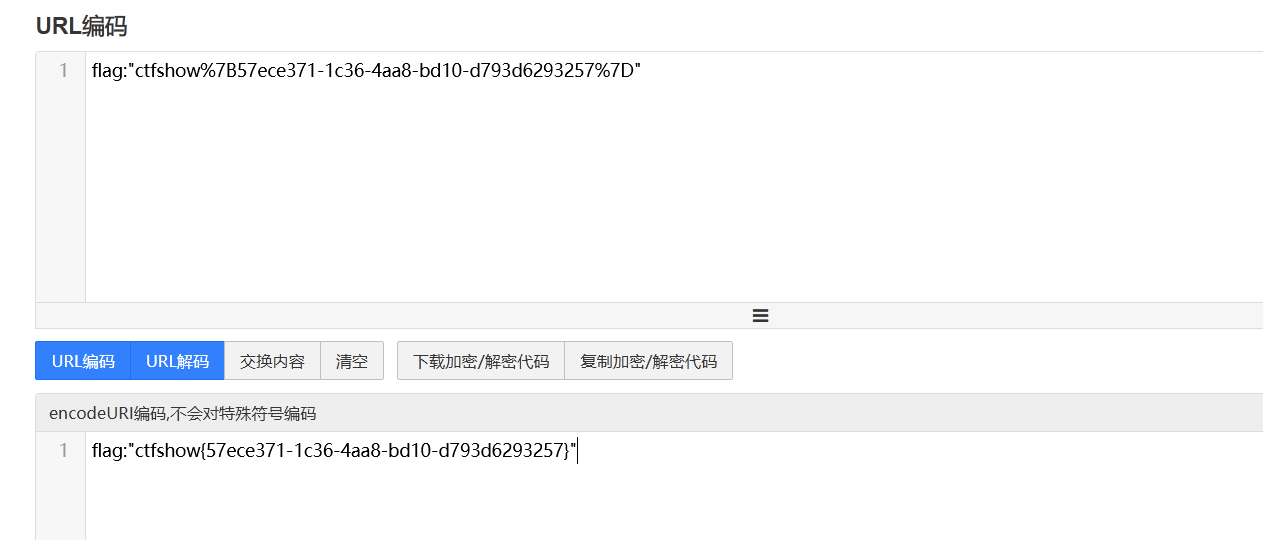 URL编码
1 flag:"ctfshow%7B57ece371-1c36-4aa8-bd10-d793d6293257%7D"
URL编码 URL解码 交换内容 清空 下载加密/解密代码 复制加密/解密代码
encodeURI编码,不会对特殊符号编码
1 flag:"ctfshow{57ece371-1c36-4aa8-bd10-d793d6293257}"